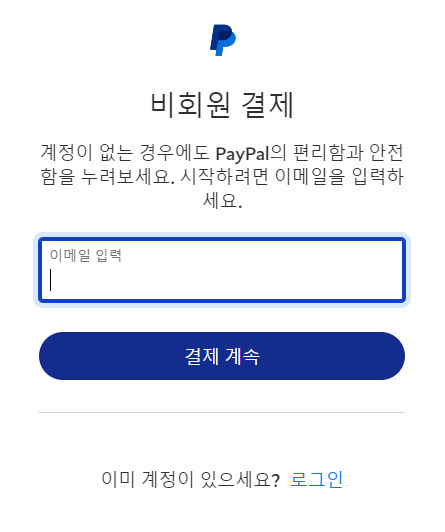 비회원 결제
계정이 없는 경우에도 PayPal의 편리함과 안전
함을 누려보세요. 시작하려면 이메일을 입력하
세요.
이메일 입력
결제 계속
이미 계정이 있으세요? 로그인